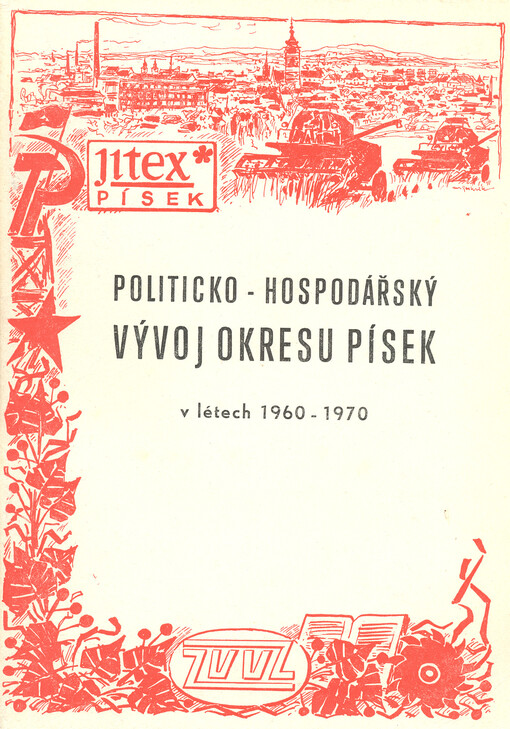 jitex*
PÍSEK
POLITICKO - HOSPODÁŘSKÝ
VÝVOJ OKRESU PÍSEK
v létech 1960 - 1970
ZVVZ